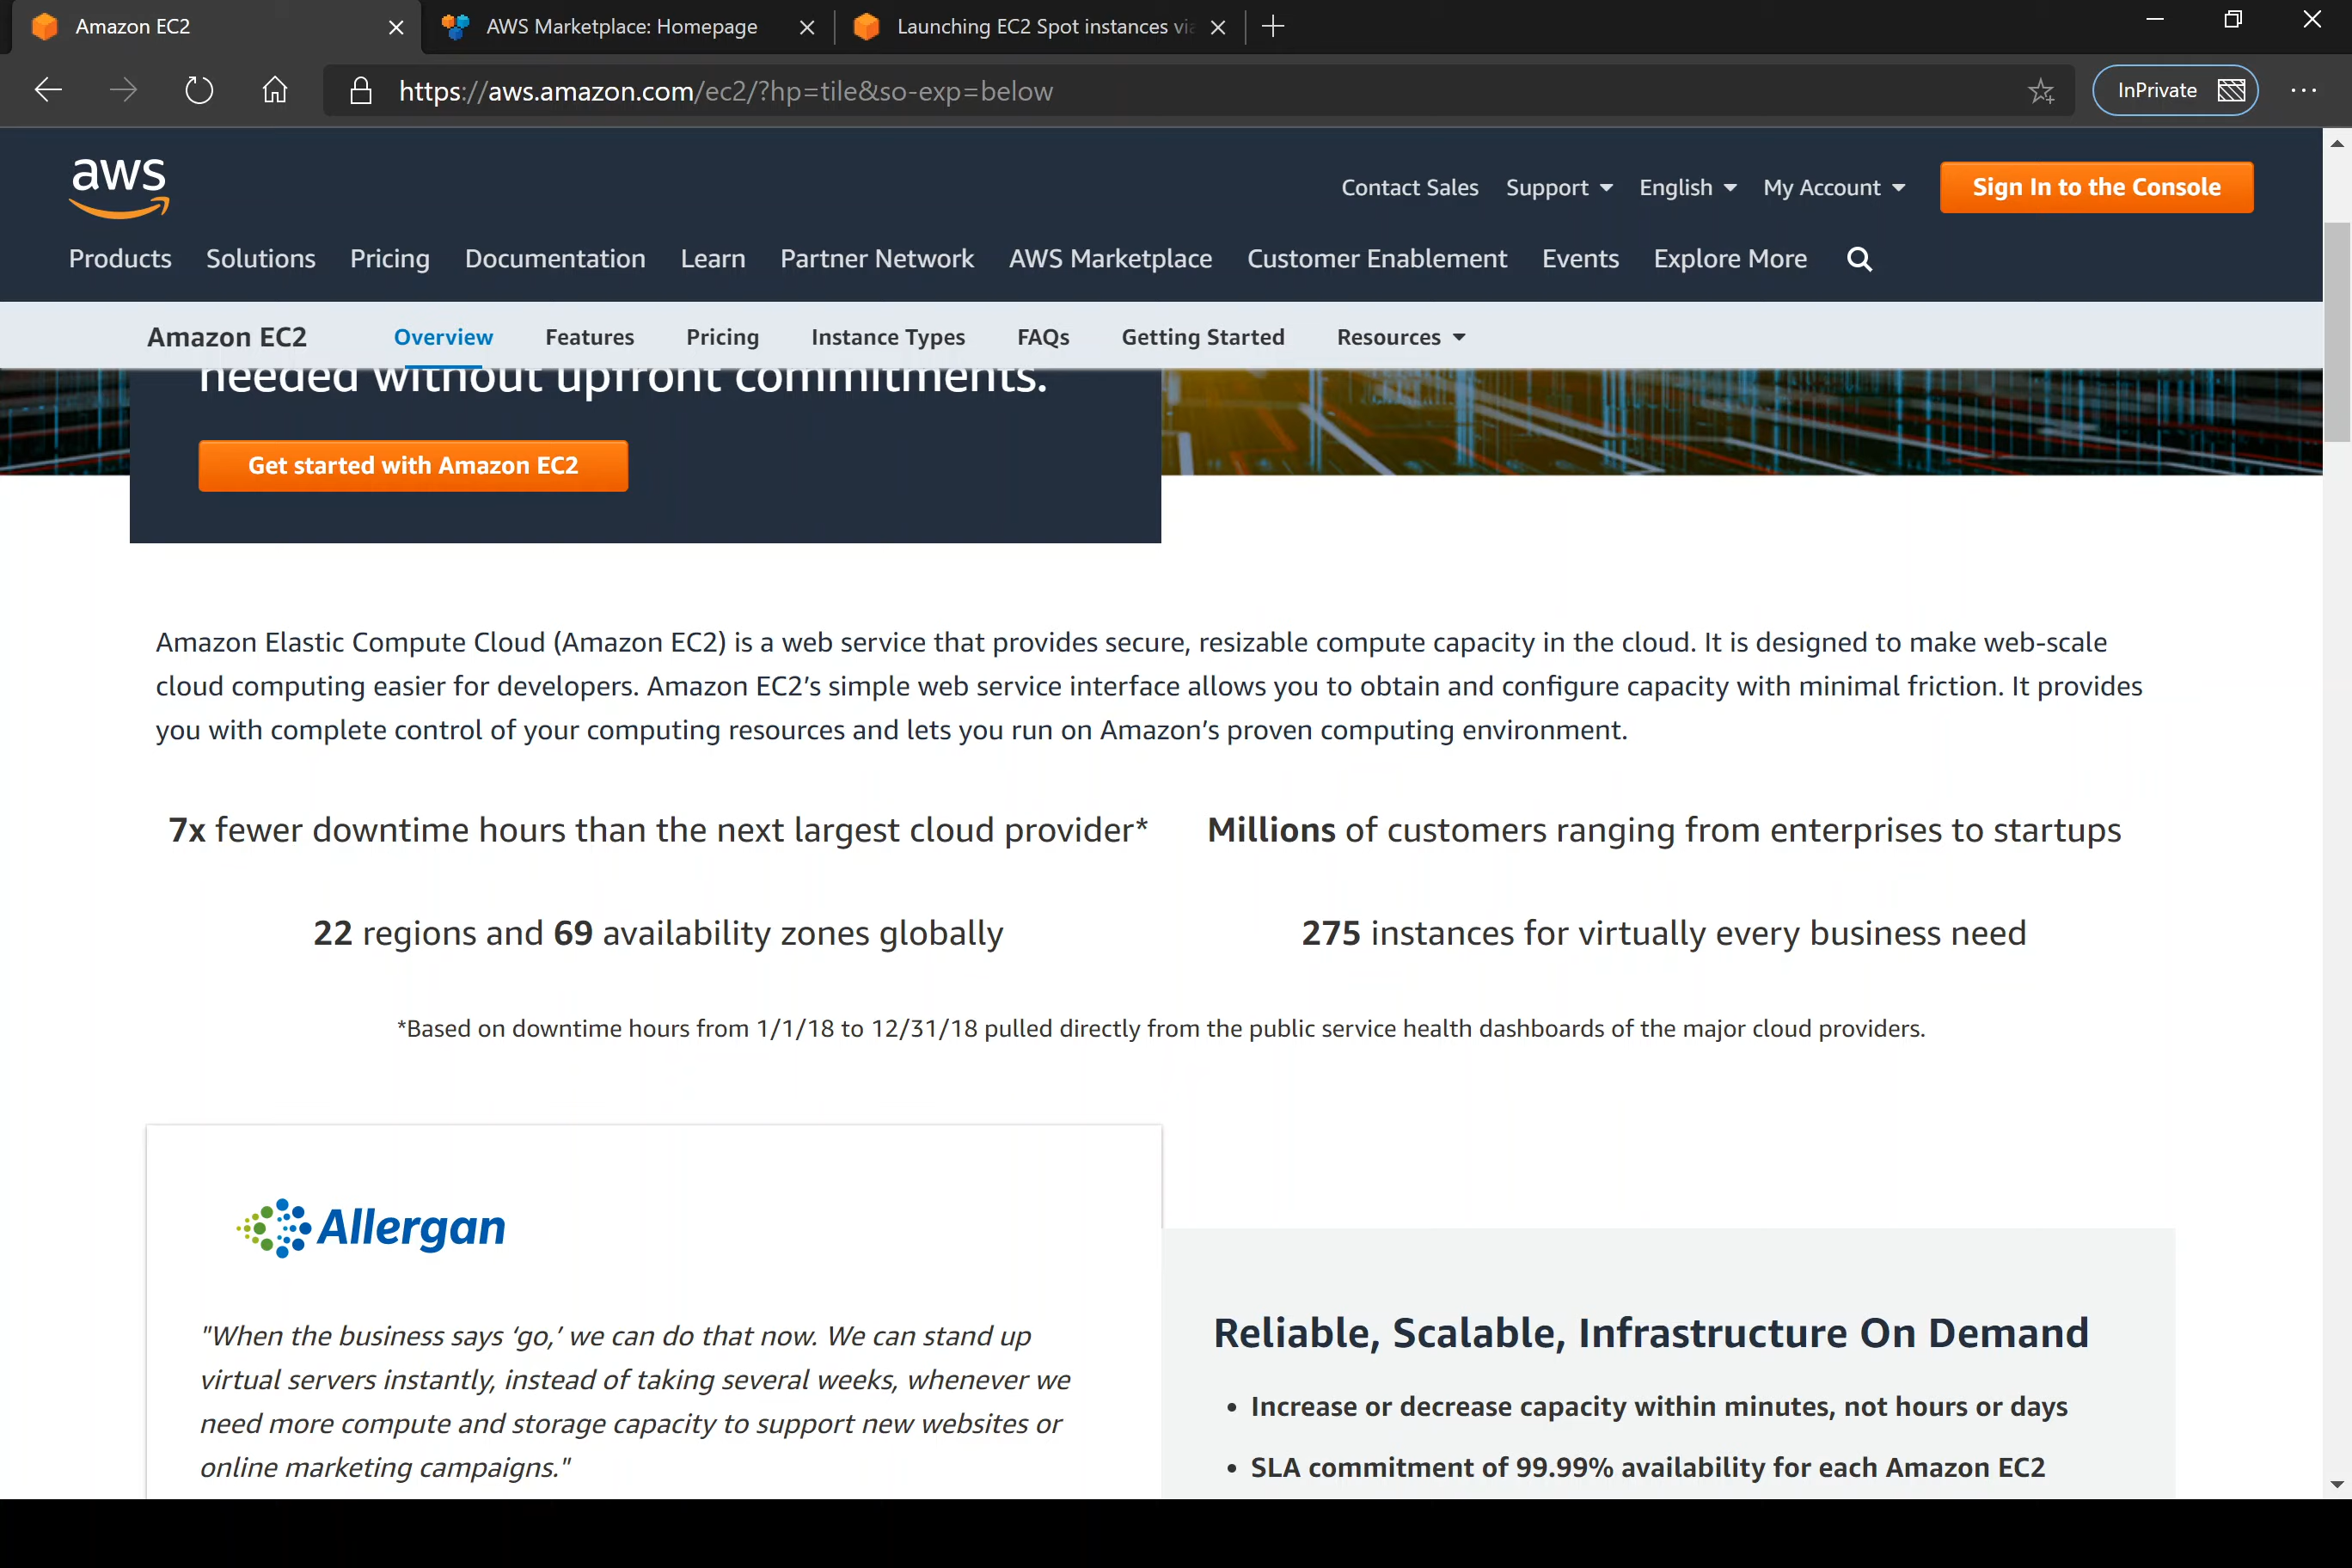 Amazon EC2
AWS Marketplace: Homepage
Launching EC2 Spot instances via
https://aws.amazon.com/ec2/?hp=tile&so-exp=below
InPrivate
aws
Contact Sales
Support
English
My Account
Sign In to the Console
Products
Solutions
Pricing
Documentation
Learn
Partner Network
AWS Marketplace
Customer Enablement
Events
Explore More
Amazon EC2
Overview
Features
Pricing
Instance Types
FAQs
Getting Started
Resources
needed without upfront commitments.
Get started with Amazon EC2
Amazon Elastic Compute Cloud (Amazon EC2) is a web service that provides secure, resizable compute capacity in the cloud. It is designed to make web-scale
cloud computing easier for developers. Amazon EC2’s simple web service interface allows you to obtain and configure capacity with minimal friction. It provides
you with complete control of your computing resources and lets you run on Amazon’s proven computing environment.
7x fewer downtime hours than the next largest cloud provider*
Millions of customers ranging from enterprises to startups
22 regions and 69 availability zones globally
275 instances for virtually every business need
*Based on downtime hours from 1/1/18 to 12/31/18 pulled directly from the public service health dashboards of the major cloud providers.
Allergan
"When the business says ‘go,’ we can do that now. We can stand up
virtual servers instantly, instead of taking several weeks, whenever we
need more compute and storage capacity to support new websites or
online marketing campaigns."
Reliable, Scalable, Infrastructure On Demand
• Increase or decrease capacity within minutes, not hours or days
• SLA commitment of 99.99% availability for each Amazon EC2